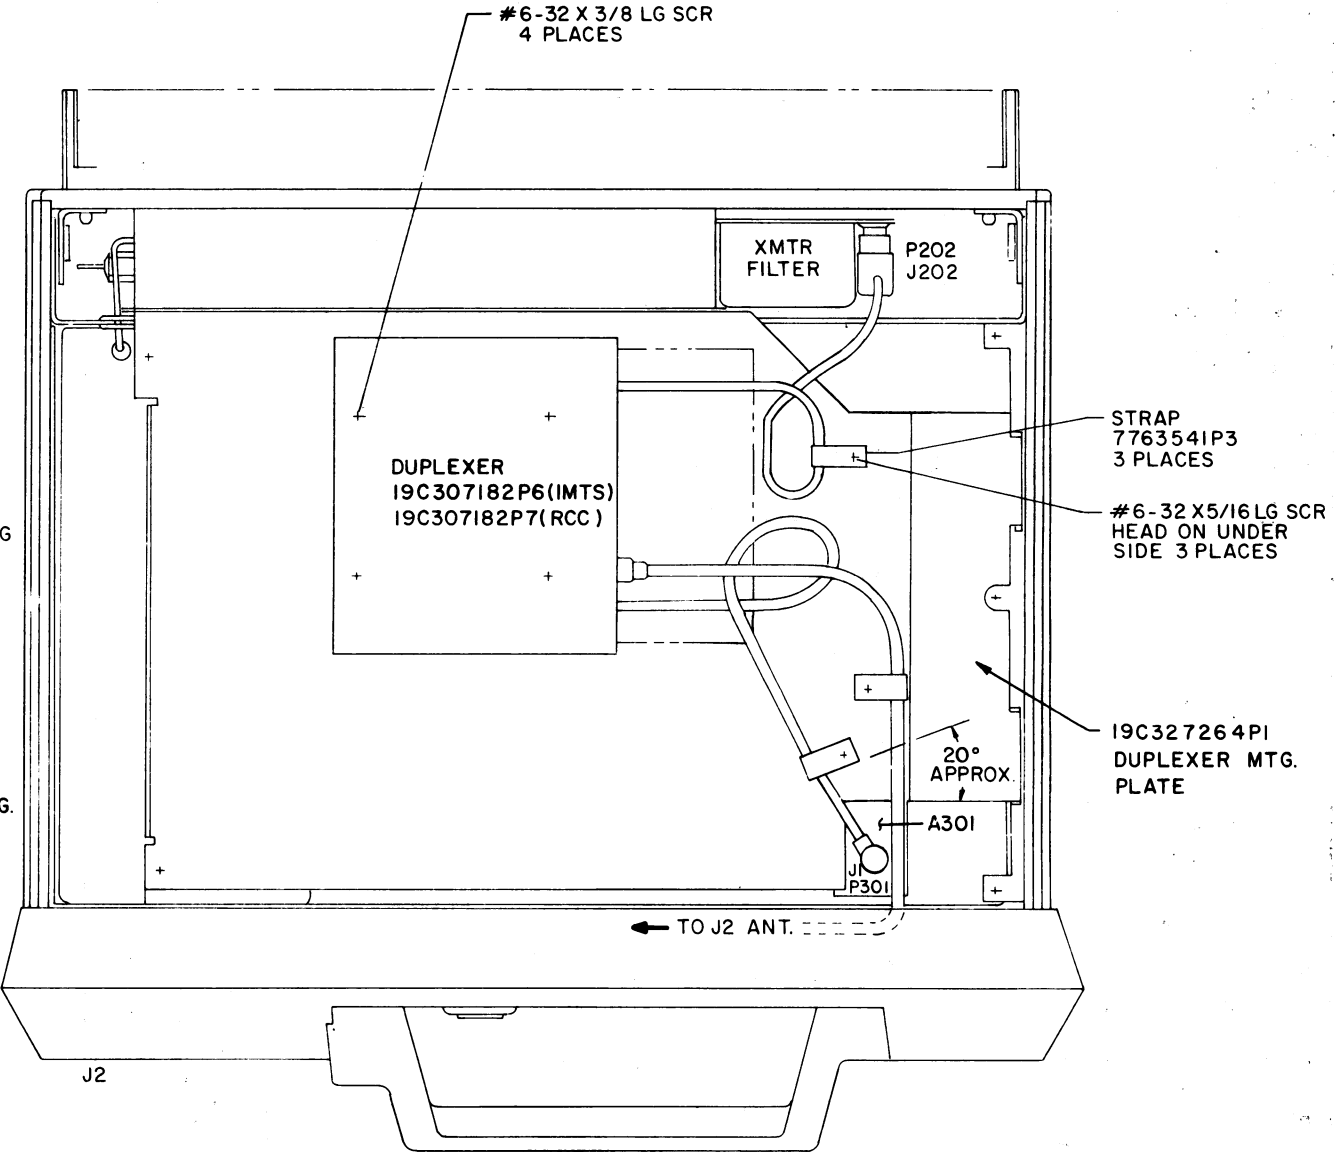 #6-32 X 3/8 LG SCR
4 PLACES
XMTR
FILTER
P202
J202
STRAP
7763541P3
3 PLACES
DUPLEXER
19C307182P6(IMTS)
19C307182P7(RCC)
#6-32 X5/16 LG SCR
HEAD ON UNDER
SIDE 3 PLACES
G
19C327264P1
DUPLEXER MTG.
PLATE
20°
APPROX.
G.
A301
J1
P301
TO J2 ANT.
J2